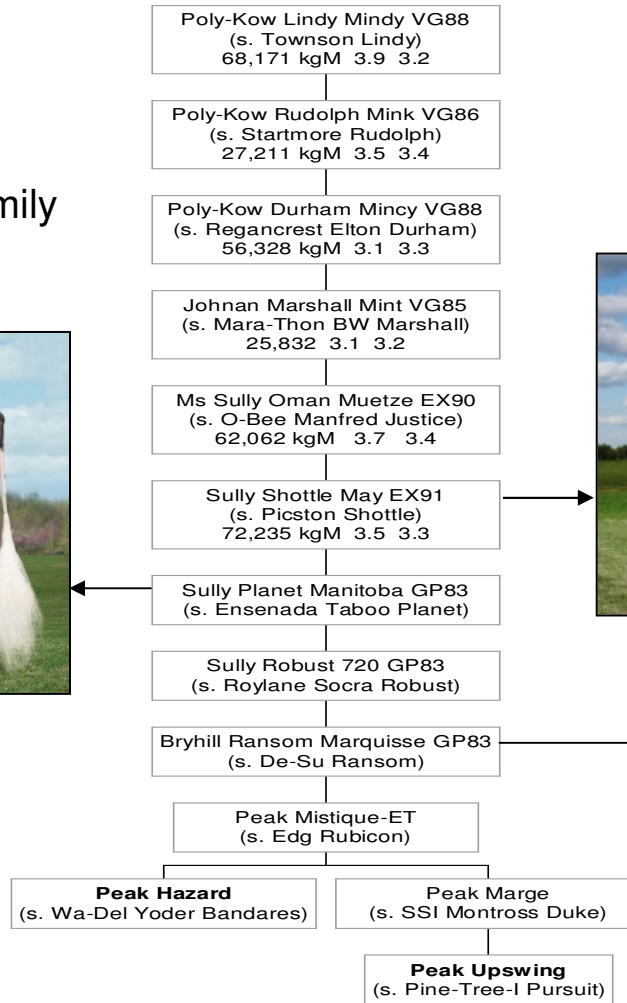 Poly-Kow Lindy Mindy VG88
(s. Townson Lindy)
68,171 kgM 3.9 3.2
Poly-Kow Rudolph Mink VG86
(s. Startmore Rudolph)
27,211 kgM 3.5 3.4
mily
Poly-Kow Durham Mincy VG88
(s. Regancrest Elton Durham)
56,328 kgM 3.1 3.3
Johnan Marshall Mint VG85
(s. Mara-Thon BW Marshall)
25,832 3.1 3.2
Ms Sully Oman Muetze EX90
(s. O-Bee Manfred Justice)
62,062 kgM 3.7 3.4
Sully Shottle May EX91
(s. Picston Shottle)
72,235 kgM 3.5 3.3
Sully Planet Manitoba GP83
(s. Ensenada Taboo Planet)
Sully Robust 720 GP83
(s. Roylane Socra Robust)
Bryhill Ransom Marquisse GP83
(s. De-Su Ransom)
Peak Mistique-ET
(s. Edg Rubicon)
Peak Hazard
(s. Wa-Del Yoder Bandares)
Peak Marge
(s. SSI Montross Duke)
Peak Upswing
(s. Pine-Tree-I Pursuit)